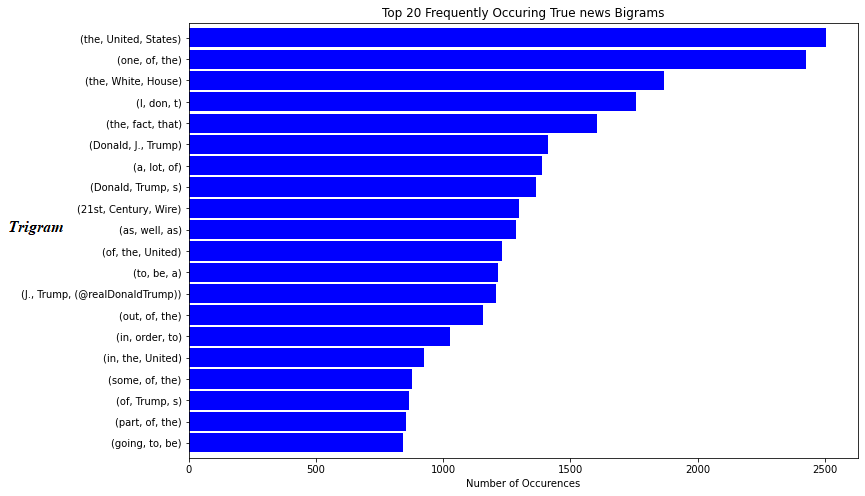 Top 20 Frequently Occuring True news Bigrams
(the, United, States)
(one, of, the)
(the, White, House)
(I, don, t)
(the, fact, that)
(Donald, J., Trump)
(a, lot, of)
(Donald, Trump, s)
(21st, Century, Wire)
Trigram
(as, well, as)
(of, the, United)
(to, be, a)
(J., Trump, (@realDonaldTrump))
(out, of, the)
(in, order, to)
(in, the, United)
(some, of, the)
(of, Trump, s)
(part, of, the)
(going, to, be)
0 500 1000 1500 2000 2500
Number of Occurences